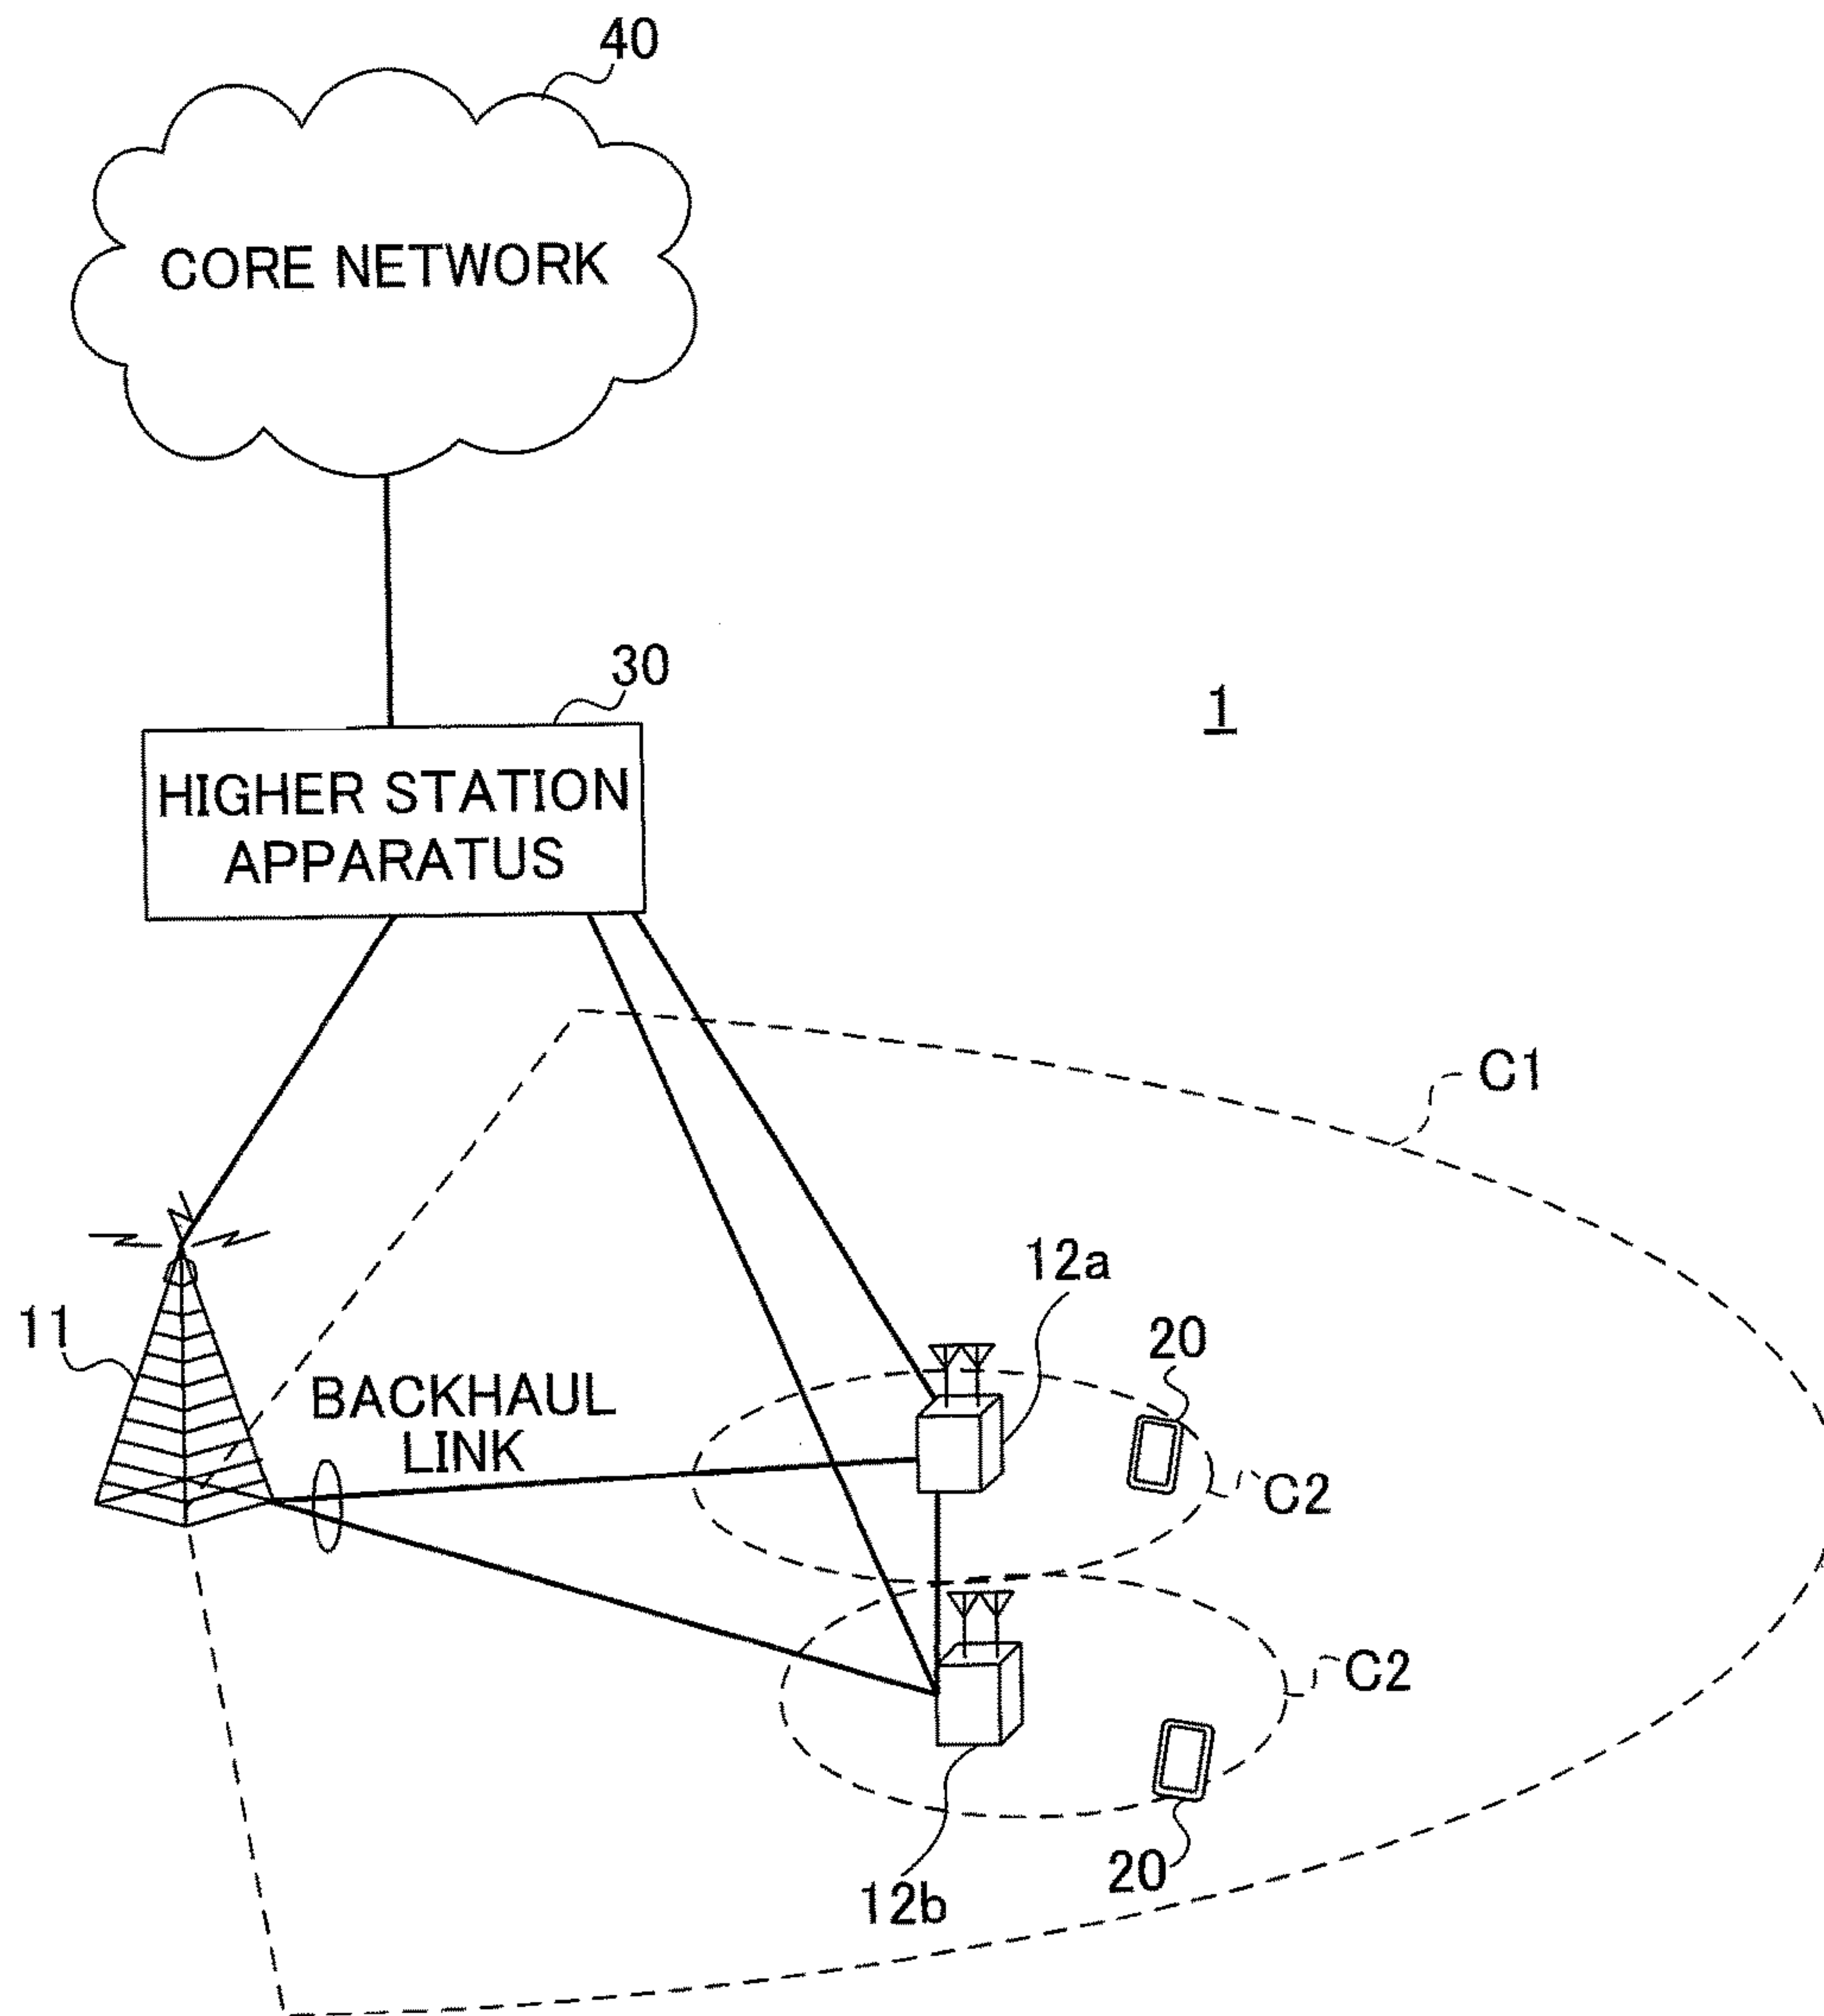 40
CORE NETWORK
30
1
HIGHER STATION
APPARATUS
C1
12a
11
20
BACKHAUL
LINK
C2
C2
20
12b